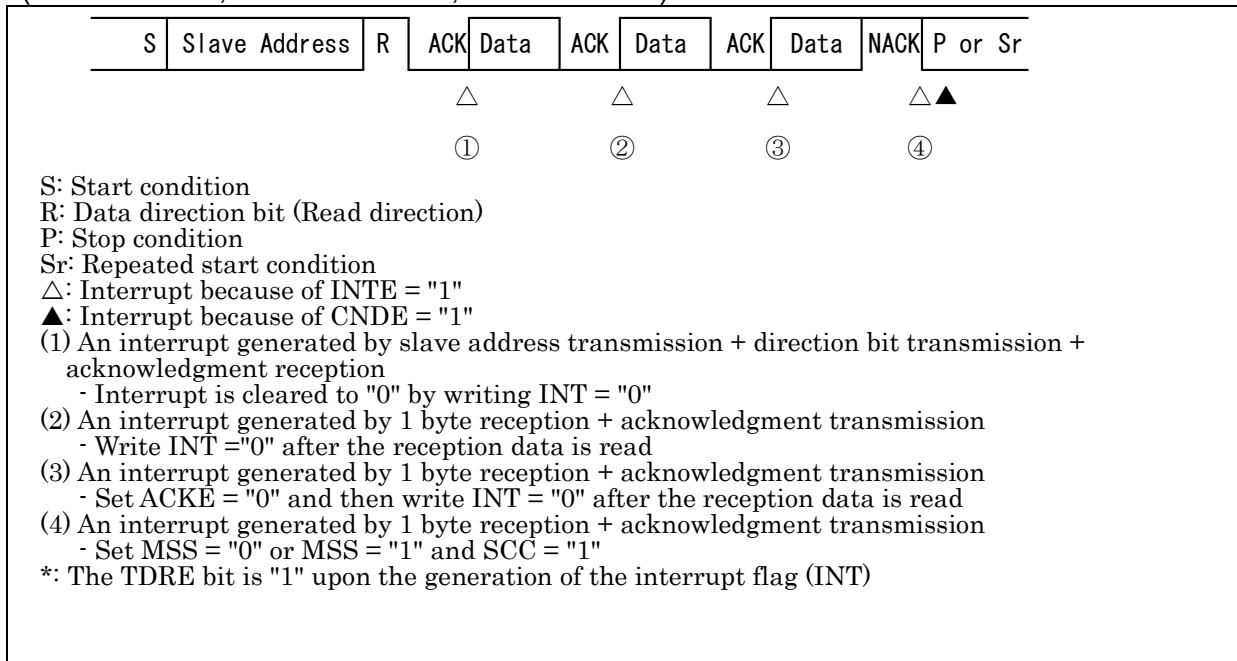 S Slave Address R ACK Data ACK Data ACK Data NACK P or Sr
△ △ △ △▲
① ② ③ ④
S: Start condition
R: Data direction bit (Read direction)
P: Stop condition
Sr: Repeated start condition
△: Interrupt because of INTE = "1"
▲: Interrupt because of CNDE = "1"
(1) An interrupt generated by slave address transmission + direction bit transmission +
acknowledgment reception
- Interrupt is cleared to "0" by writing INT = "0"
(2) An interrupt generated by 1 byte reception + acknowledgment transmission
- Write INT ="0" after the reception data is read
(3) An interrupt generated by 1 byte reception + acknowledgment transmission
- Set ACKE = "0" and then write INT = "0" after the reception data is read
(4) An interrupt generated by 1 byte reception + acknowledgment transmission
- Set MSS = "0" or MSS = "1" and SCC = "1"
*: The TDRE bit is "1" upon the generation of the interrupt flag (INT)